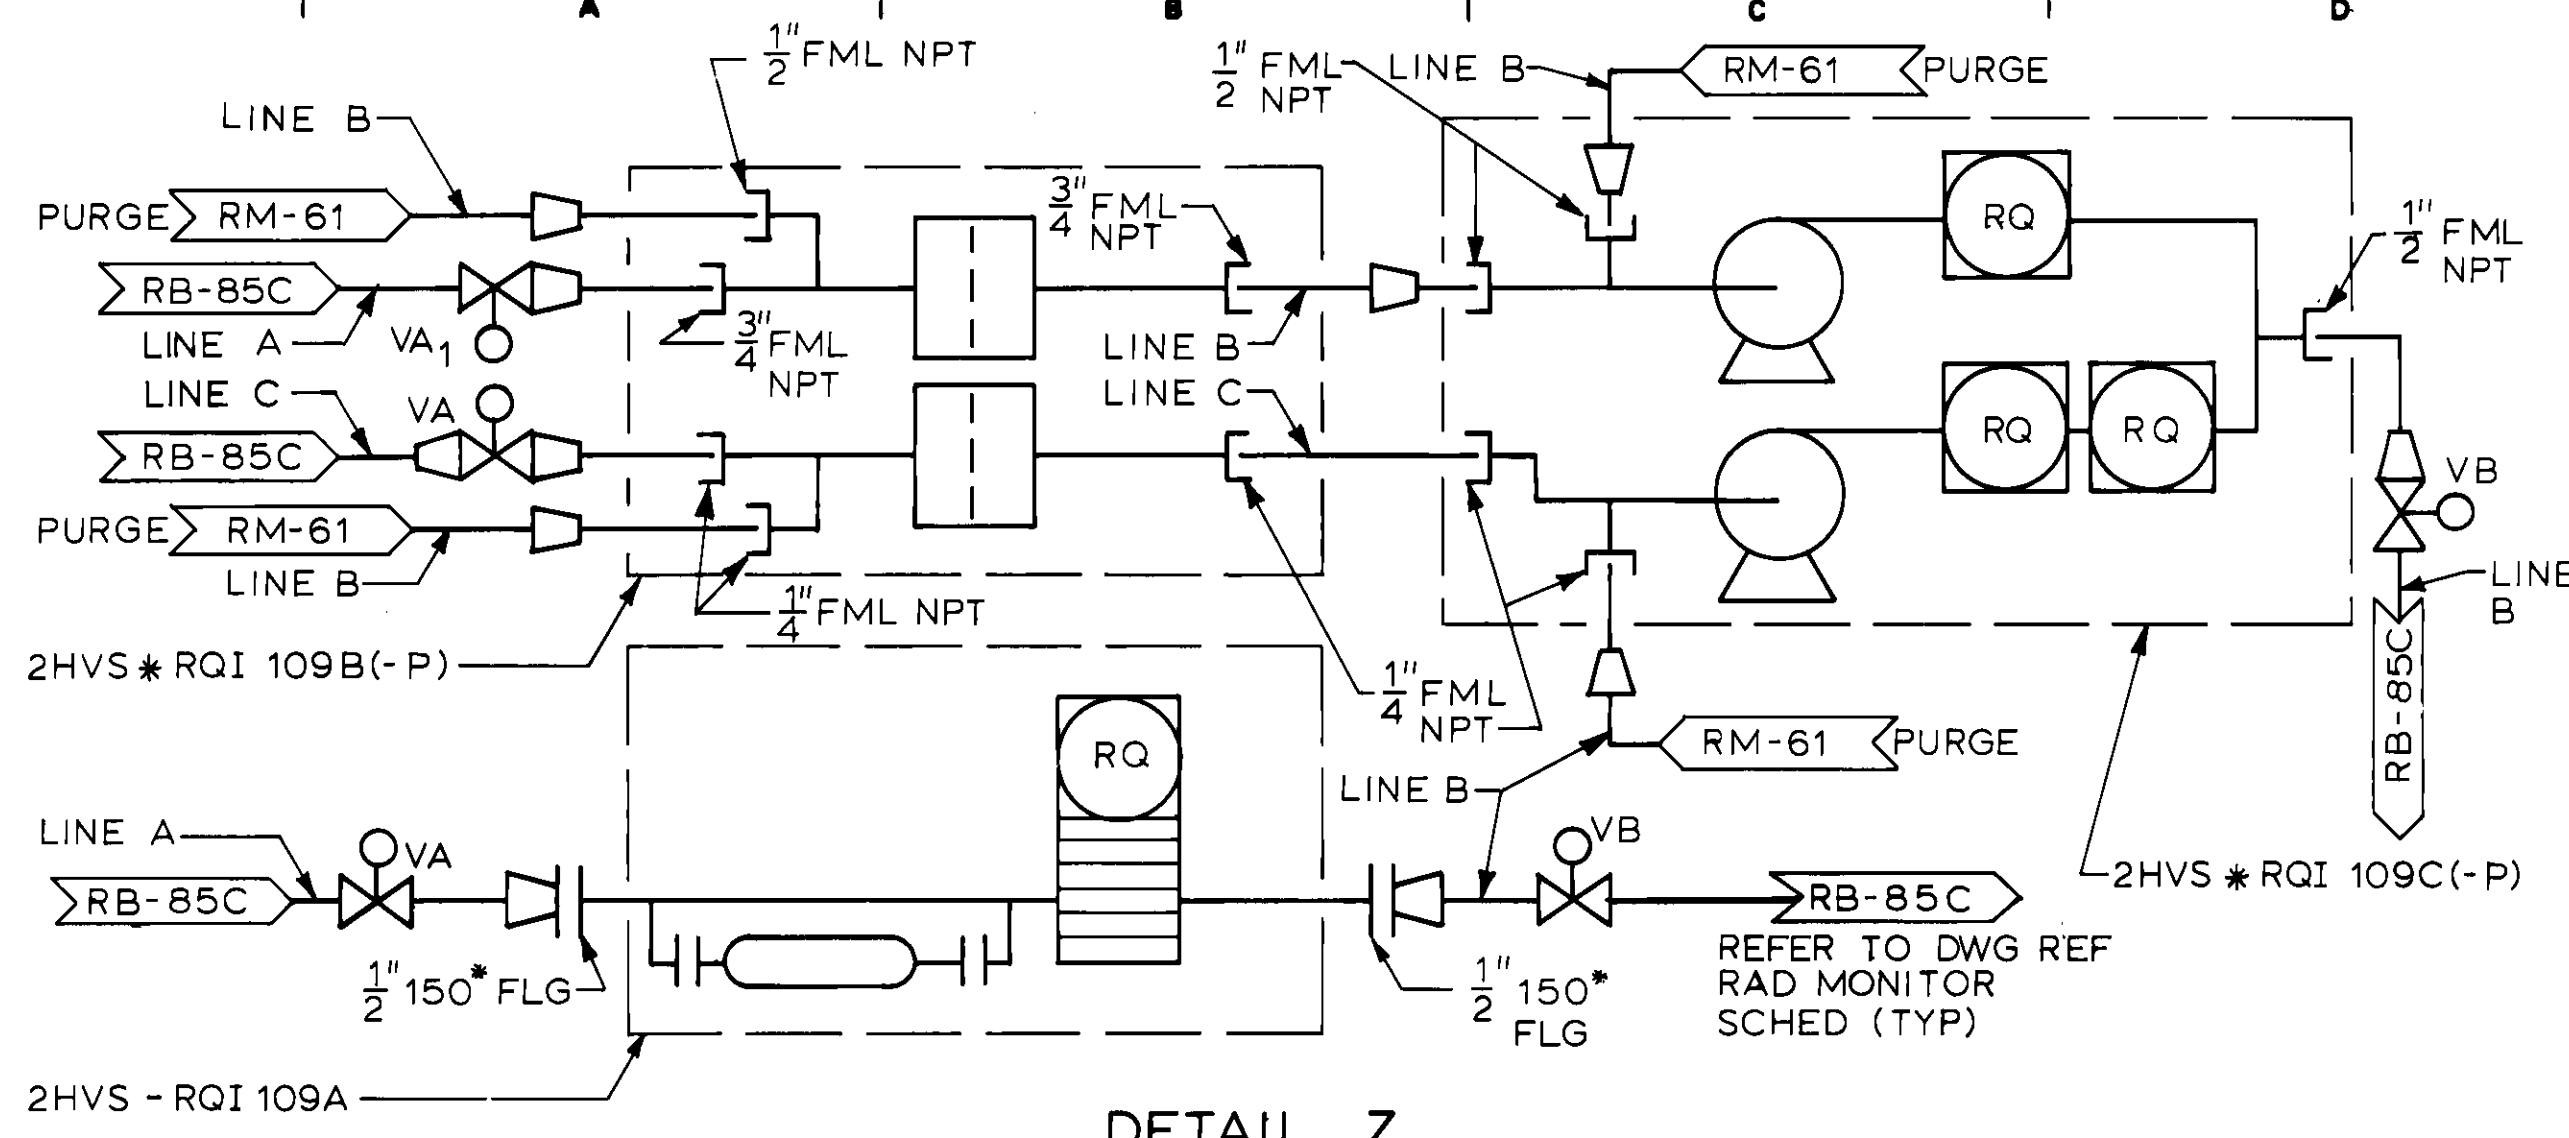 A B C D
1/2" FML NPT
1/2" FML
NPT
LINE B
RM-61 PURGE
LINE B
PURGE RM-61
3/4" FML
NPT
1/2" FML
NPT
RQ
RB-85C
LINE A
VA1
3/4" FML
NPT
LINE B
LINE C
VA
LINE C
RB-85C
RQ
RQ
VB
PURGE RM-61
LINE B
1/4" FML NPT
LINE
B
2HVS * RQI 109B(-P)
1/4" FML
NPT
RM-61 PURGE
RB-85C
RQ
LINE B
LINE A
VA
VB
2HVS * RQI 109C(-P)
RB-85C
RB-85C
1/2" 150* FLG
1/2" 150*
FLG
REFER TO DWG REF
RAD MONITOR
SCHED (TYP)
2HVS - RQI 109A
DETAIL Z